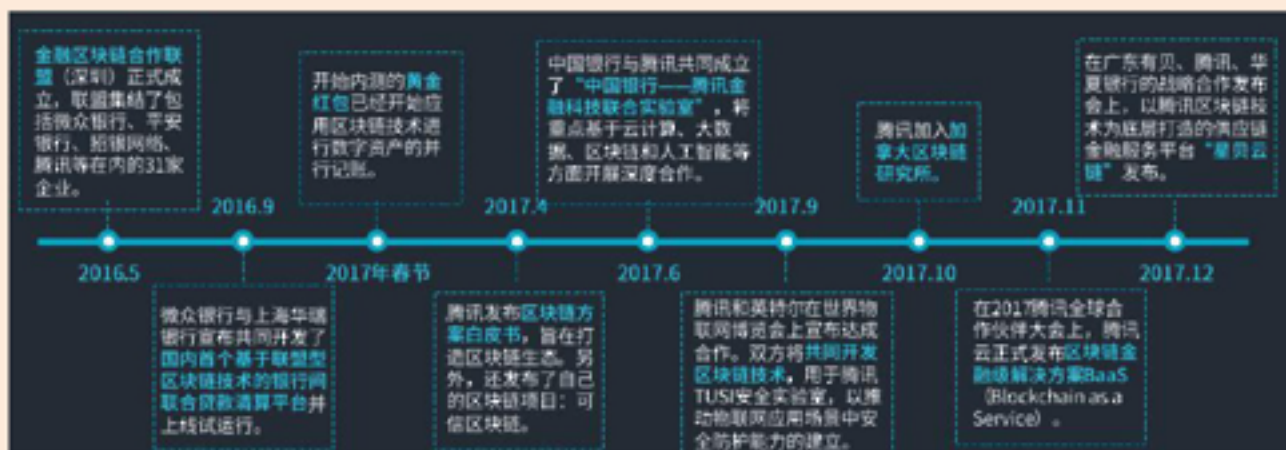 金融区块链合作联
盟（深圳）正式成
立，联盟集结了包
括微众银行、平安
银行、招银网络、
腾讯等在内的31家
企业。
2016.5
2016.9
微众银行与上海华瑞
银行宣布共同开发了
国内首个基于联盟型
区块链技术的银行间
联合贷款清算平台并
上线试运行。
开始内测的黄金
红包已经开始应
用区块链技术进
行数字资产的并
行记账。
2017年春节
2017.4
腾讯发布区块链方
案白皮书，旨在打
造区块链生态。另
外，还发布了自己
的区块链项目：可
信区块链。
中国银行与腾讯共同成立
了“中国银行——腾讯金
融科技联合实验室”，将
重点基于云计算、大数
据、区块链和人工智能等
方面开展深度合作。
2017.6
2017.9
腾讯和英特尔在世界物
联网博览会上宣布达成
合作。双方将共同开发
区块链技术，用于腾讯
TUSI安全实验室，以推
动物联网应用场景中安
全防护能力的建立。
腾讯加入加
拿大区块链
研究所。
2017.10
2017.11
在2017腾讯全球合
作伙伴大会上，腾讯
云正式发布区块链金
融级解决方案BaaS
（Blockchain as a
Service）。
在广东有贝、腾讯、华
夏银行的战略合作发布
会上，以腾讯区块链技
术为底层打造的供应链
金融服务平台“星贝云
链”发布。
2017.12